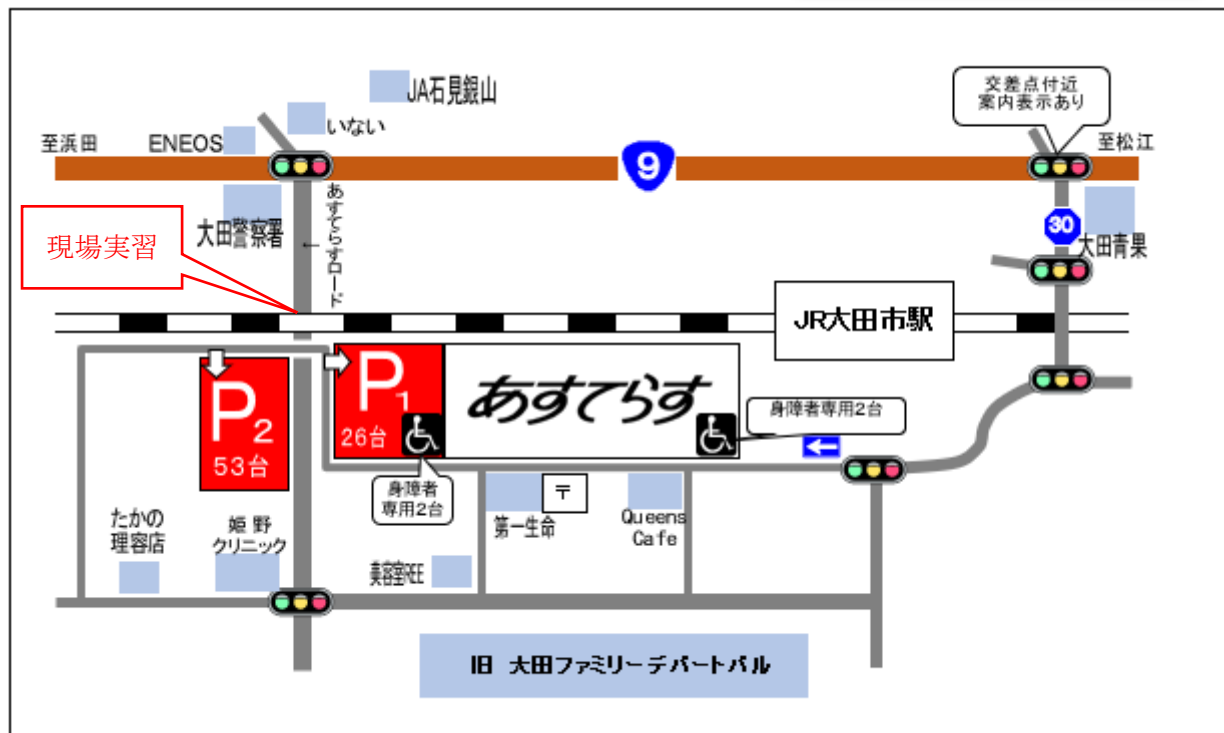 JA石見銀山
いない
交差点付近
案内表示あり
至浜田
ENEOS
至松江
9
あすてらすロード
大田警察署
現場実習
30
大田青果
JR大田市駅
P1
26台
あすてらす
身障者専用2台
P2
53台
身障者
専用2台
〒
第一生命
Queens
Cafe
たかの
理容店
姫野
クリニック
美容室REE
旧 大田ファミリーデパートパル